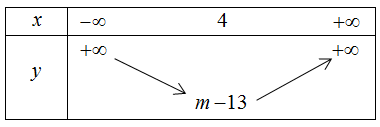 x −∞ 4 +∞
+∞ +∞
y
m −13